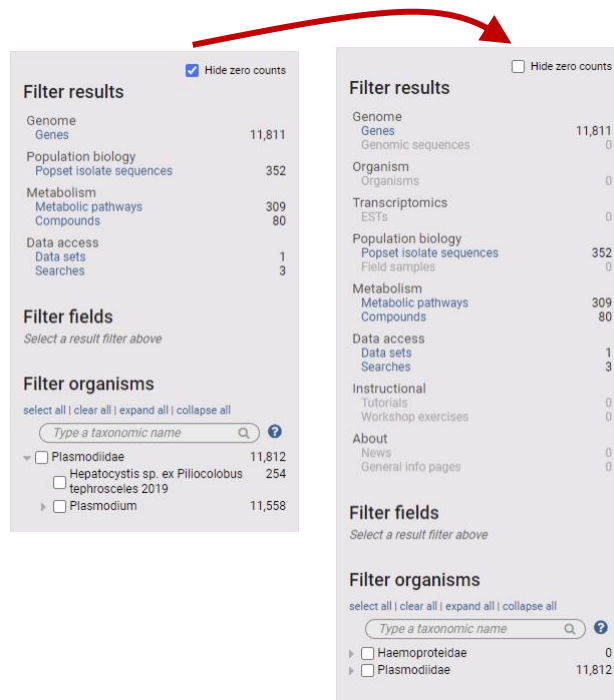 Hide zero counts
Filter results
Genome
Genes 11,811
Population biology
Popset isolate sequences 352
Metabolism
Metabolic pathways 309
Compounds 80
Data access
Data sets 1
Searches 3
Filter fields
Select a result filter above
Filter organisms
select all | clear all | expand all | collapse all
Type a taxonomic name
Plasmodiidae 11,812
Hepatocystis sp. ex Piliocolobus 254
tephrosceles 2019
Plasmodium 11,558
Hide zero counts
Filter results
Genome
Genes 11,811
Genomic sequences 0
Organism
Organisms 0
Transcriptomics
ESTs 0
Population biology
Popset isolate sequences 352
Field samples 0
Metabolism
Metabolic pathways 309
Compounds 80
Data access
Data sets 1
Searches 3
Instructional
Tutorials 0
Workshop exercises 0
About
News 0
General info pages 0
Filter fields
Select a result filter above
Filter organisms
select all | clear all | expand all | collapse all
Type a taxonomic name
Haemoproteidae 0
Plasmodiidae 11,812